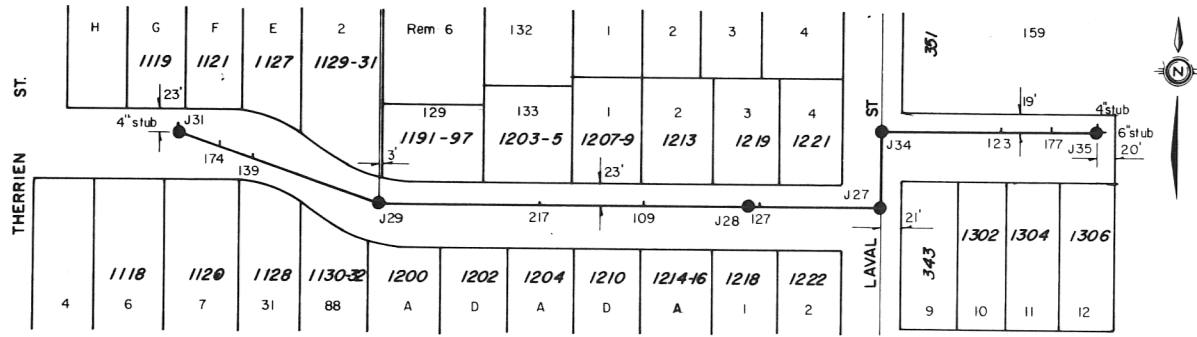 H G F E 2 Rem 6 132 1 2 3 4 351 159
1119 1121 1127 1129-31
ST.
23' 19' 4" stub
J31 129 133 1 2 3 4
4" stub 1191-97 1203-5 1207-9 1213 1219 1221 ST 6" stub
174 139 3' 23' J34 123 177 J35 20'
THERRIEN
J29 217 109 J28 127 J27 21'
1302 1304 1306
LAVAL 343
1118 1120 1128 1130-32 1200 1202 1204 1210 1214-16 1218 1222
4 6 7 31 88 A D A D A 1 2 9 10 11 12
N